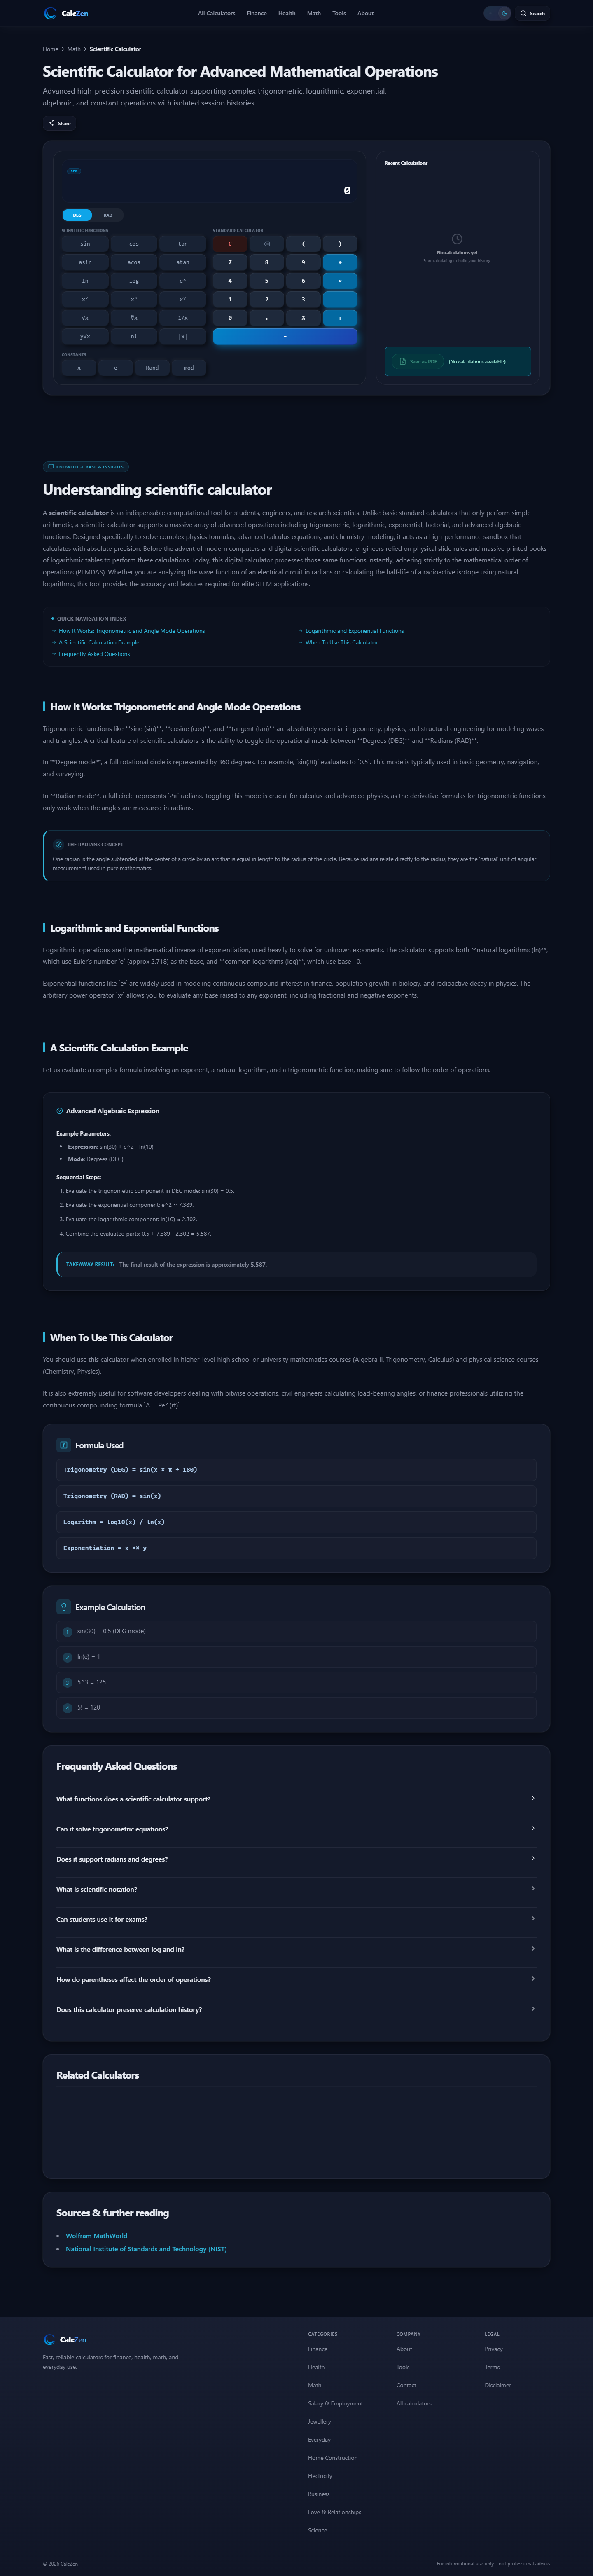 CalcZen
All Calculators Finance Health Math Tools About
Search
Home > Math > Scientific Calculator
Scientific Calculator for Advanced Mathematical Operations
Advanced high-precision scientific calculator supporting complex trigonometric, logarithmic, exponential,
algebraic, and constant operations with isolated session histories.
Share
DEG
0
DEG RAD
SCIENTIFIC FUNCTIONS
sin cos tan
asin acos atan
ln log
√x ∛x 1/x
y√x n! |x|
CONSTANTS
π e Rand mod
STANDARD CALCULATOR
C ( )
7 8 9
4 5 6
1 2 3 -
0 . % +
=
Recent Calculations
No calculations yet
Start calculating to build your history.
Save as PDF (No calculations available)
KNOWLEDGE BASE & INSIGHTS
Understanding scientific calculator
A scientific calculator is an indispensable computational tool for students, engineers, and research scientists. Unlike basic standard calculators that only perform simple
arithmetic, a scientific calculator supports a massive array of advanced operations including trigonometric, logarithmic, exponential, factorial, and advanced algebraic
functions. Designed specifically to solve complex physics formulas, advanced calculus equations, and chemistry modeling, it acts as a high-performance sandbox that
calculates with absolute precision. Before the advent of modern computers and digital scientific calculators, engineers relied on physical slide rules and massive printed books
of logarithmic tables to perform these exact calculations. Today, this digital calculator processes those same functions instantly, adhering strictly to the mathematical order of
operations (PEMDAS). Whether you are analyzing the wave function of an electrical circuit in radians or calculating the half-life of a radioactive isotope using natural
logarithms, this tool provides the accuracy and features required for elite STEM applications.
QUICK NAVIGATION INDEX
How It Works: Trigonometric and Angle Mode Operations
Logarithmic and Exponential Functions
A Scientific Calculation Example
When To Use This Calculator
Frequently Asked Questions
How It Works: Trigonometric and Angle Mode Operations
Trigonometric functions like **sine (sin)**, **cosine (cos)**, and **tangent (tan)** are absolutely essential in geometry, physics, and structural engineering for modeling waves
and triangles. A critical feature of scientific calculators is the ability to toggle the operational mode between **Degrees (DEG)** and **Radians (RAD)**.
In **Degree mode**, a full rotational circle is represented by 360 degrees. For example, `sin(30)` evaluates to `0.5`. This mode is typically used in basic geometry, navigation,
and surveying.
In **Radian mode**, a full circle represents `2π` radians. Toggling this mode is crucial for calculus and advanced physics, as the derivative formulas for trigonometric functions
only work when the angles are measured in radians.
THE RADIANS CONCEPT
One radian is the angle subtended at the center of a circle by an arc that is equal in length to the radius of the circle. Because radians relate directly to the radius, they are the 'natural' unit of angular
measurement used in pure mathematics.
Logarithmic and Exponential Functions
Logarithmic operations are the mathematical inverse of exponentiation, used heavily to solve for unknown exponents. The calculator supports both **natural logarithms (ln)**,
which use Euler's number `e` (approx 2.718) as the base, and **common logarithms (log)**, which use base 10.
Exponential functions like `eˣ` are widely used in modeling continuous compound interest in finance, population growth in biology, and radioactive decay in physics. The
arbitrary power operator allows you to evaluate any base raised to any exponent, including fractional and negative exponents.
A Scientific Calculation Example
Let us evaluate a complex formula involving an exponent, a natural logarithm, and a trigonometric function, making sure to follow the order of operations.
Advanced Algebraic Expression
Example Parameters:
Expression: sin(30) + e^2 - ln(10)
Mode: Degrees (DEG)
Sequential Steps:
1. Evaluate the trigonometric component in DEG mode: sin(30) = 0.5.
2. Evaluate the exponential component: e^2 ≈ 7.389.
3. Evaluate the logarithmic component: ln(10) ≈ 2.302.
4. Combine the evaluated parts: 0.5 + 7.389 - 2.302 = 5.587.
TAKEAWAY RESULT: The final result of the expression is approximately 5.587.
When To Use This Calculator
You should use this calculator when enrolled in higher-level high school or university mathematics courses (Algebra II, Trigonometry, Calculus) and physical science courses
(Chemistry, Physics).
It is also extremely useful for software developers dealing with bitwise operations, civil engineers calculating load-bearing angles, or finance professionals utilizing the
continuous compounding formula `A = Pe^(rt)`.
Formula Used
Trigonometry (DEG) = sin(x × π ÷ 180)
Trigonometry (RAD) = sin(x)
Logarithm = log10(x) / ln(x)
Exponentiation = x ** y
Example Calculation
1 sin(30) = 0.5 (DEG mode)
2 ln(e) = 1
3 5^3 = 125
4 5! = 120
Frequently Asked Questions
What functions does a scientific calculator support?
Can it solve trigonometric equations?
Does it support radians and degrees?
What is scientific notation?
Can students use it for exams?
What is the difference between log and ln?
How do parentheses affect the order of operations?
Does this calculator preserve calculation history?
Related Calculators
Sources & further reading
Wolfram MathWorld
National Institute of Standards and Technology (NIST)
CalcZen
Fast, reliable calculators for finance, health, math, and
everyday use.
CATEGORIES
Finance
Health
Math
Salary & Employment
Jewellery
Everyday
Home Construction
Electricity
Business
Love & Relationships
Science
COMPANY
About
Tools
Contact
All calculators
LEGAL
Privacy
Terms
Disclaimer
© 2026 CalcZen
For informational use only—not professional advice.